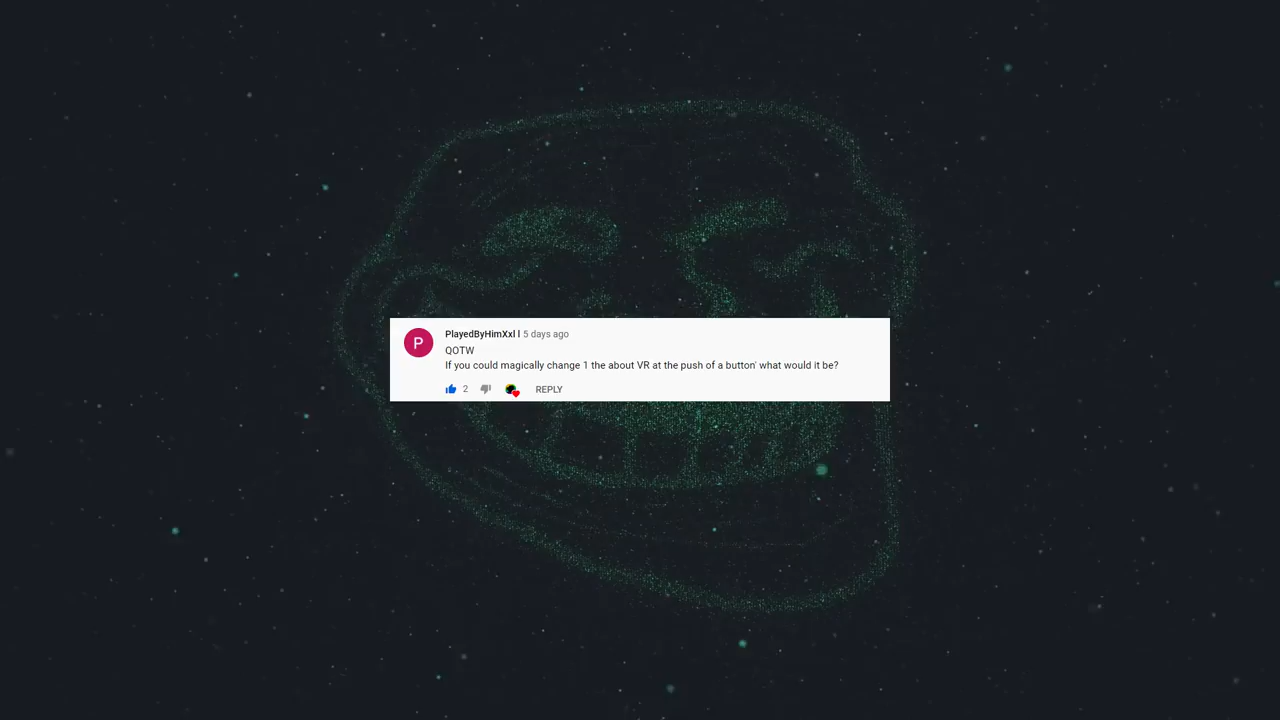 P
PlayedByHimXxl l 5 days ago
QOTW
If you could magically change 1 the about VR at the push of a button' what would it be?
2 REPLY